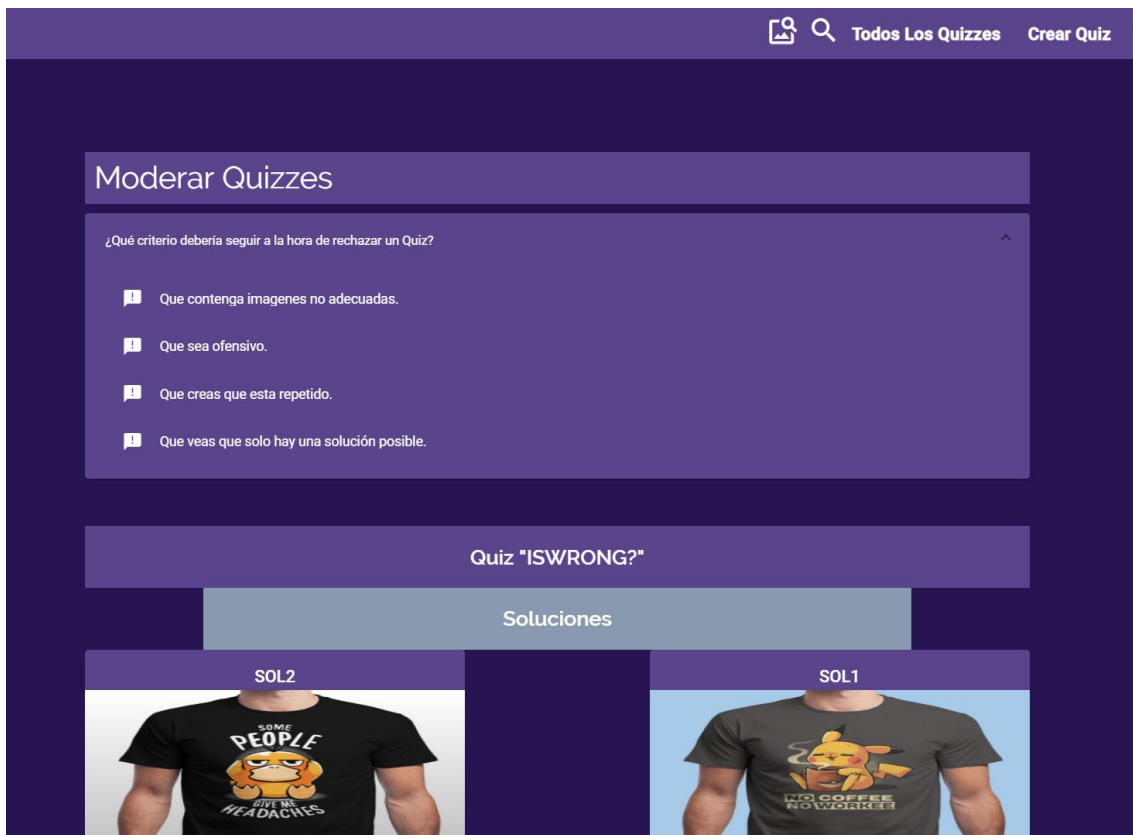 Todos Los Quizzes Crear Quiz
Moderar Quizzes
¿Qué criterio debería seguir a la hora de rechazar un Quiz?
Que contenga imagenes no adecuadas.
Que sea ofensivo.
Que creas que esta repetido.
Que veas que solo hay una solución posible.
Quiz "ISWRONG?"
Soluciones
SOL2
SOL1
SOME
PEOPLE
GIVE ME
HEADACHES
NO COFFEE
NO WORKEE